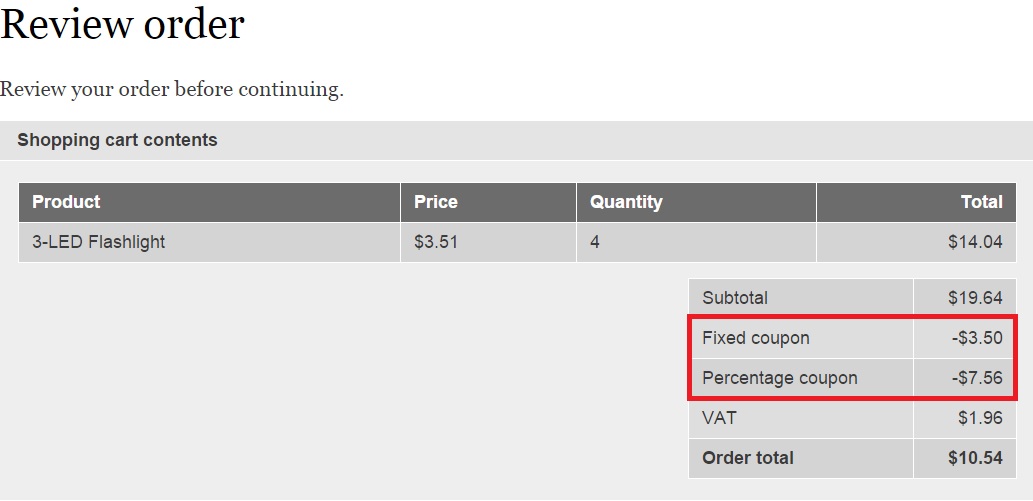 Review order
Review your order before continuing.
Shopping cart contents
Product Price Quantity Total
3-LED Flashlight $3.51 4 $14.04
Subtotal $19.64
Fixed coupon -$3.50
Percentage coupon -$7.56
VAT $1.96
Order total $10.54